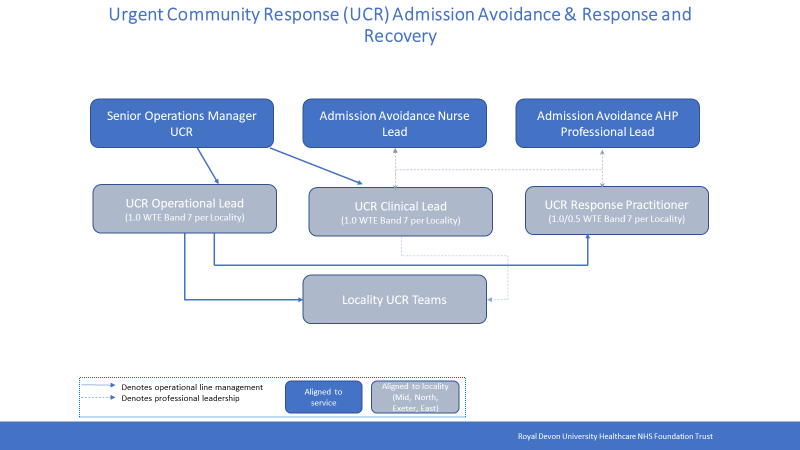 Urgent Community Response (UCR) Admission Avoidance & Response and
Recovery
Senior Operations Manager
UCR
Admission Avoidance Nurse
Lead
Admission Avoidance AHP
Professional Lead
UCR Operational Lead
(1.0 WTE Band 7 per Locality)
UCR Clinical Lead
(1.0 WTE Band 7 per Locality)
UCR Response Practitioner
(1.0/0.5 WTE Band 7 per Locality)
Locality UCR Teams
Denotes operational line management
Denotes professional leadership
Aligned to
service
Aligned to locality
(Mid, North,
Exeter, East)
Royal Devon University Healthcare NHS Foundation Trust